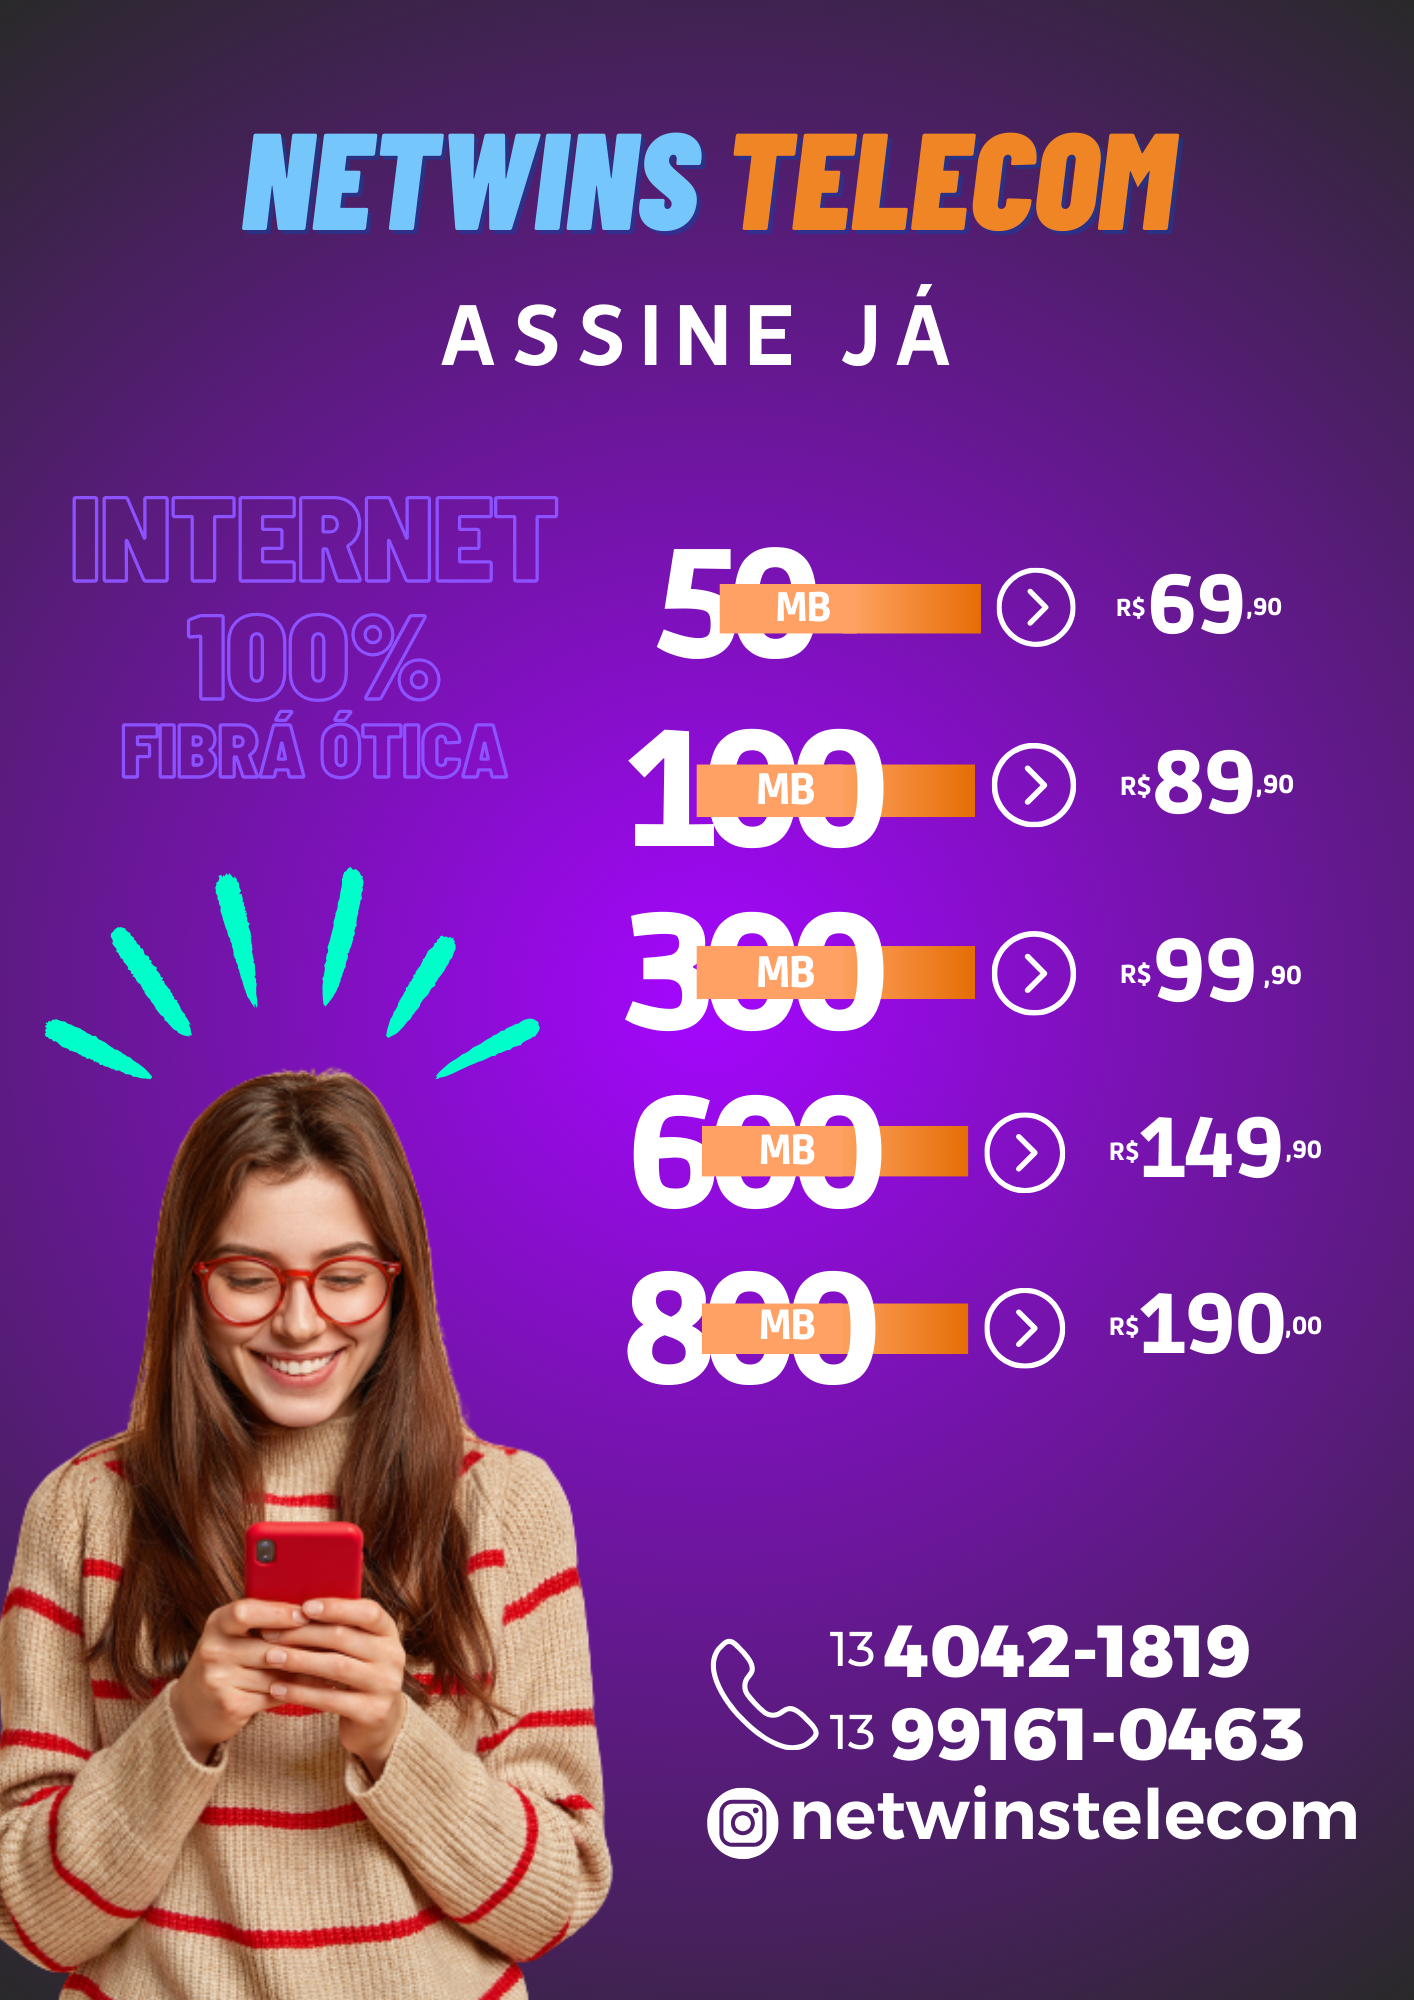 NETWINS TELECOM
ASSINE JÁ
INTERNET
100%
FIBRÁ ÓTICA
50 MB R$69,90
100 MB R$89,90
300 MB R$99,90
600 MB R$149,90
800 MB R$190,00
13 4042-1819
13 99161-0463
netwinstelecom